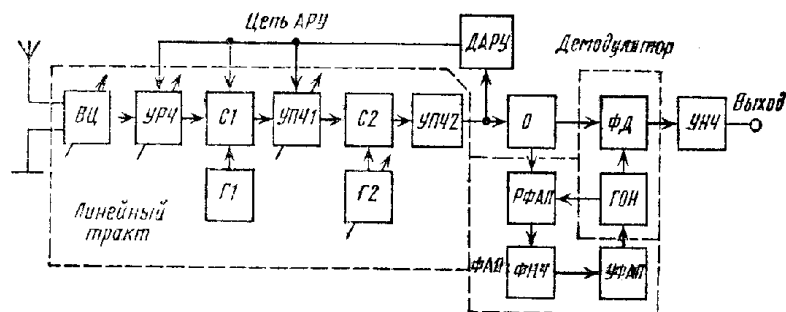 Цепь АРУ
ДАРУ
Демодулятор
ВЦ
УРЧ
С1
УПЧ1
С2
УПЧ2
О
ФД
УНЧ
Выход
Г1
Г2
РФАП
ГОН
Линейный
тракт
ФАП
ФНЧ
УФАП